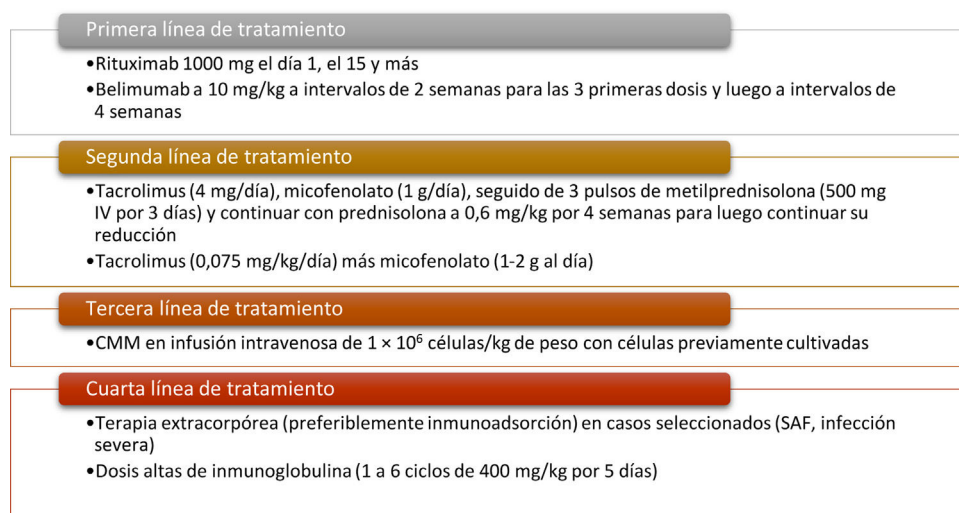 Primera línea de tratamiento
•Rituximab 1000 mg el día 1, el 15 y más
•Belimumab a 10 mg/kg a intervalos de 2 semanas para las 3 primeras dosis y luego a intervalos de
4 semanas
Segunda línea de tratamiento
•Tacrolimus (4 mg/día), micofenolato (1 g/día), seguido de 3 pulsos de metilprednisolona (500 mg
IV por 3 días) y continuar con prednisolona a 0,6 mg/kg por 4 semanas para luego continuar su
reducción
•Tacrolimus (0,075 mg/kg/día) más micofenolato (1-2 g al día)
Tercera línea de tratamiento
•CMM en infusión intravenosa de 1 × 10⁶ células/kg de peso con células previamente cultivadas
Cuarta línea de tratamiento
•Terapia extracorpórea (preferiblemente inmunoadsorción) en casos seleccionados (SAF, infección
severa)
•Dosis altas de inmunoglobulina (1 a 6 ciclos de 400 mg/kg por 5 días)